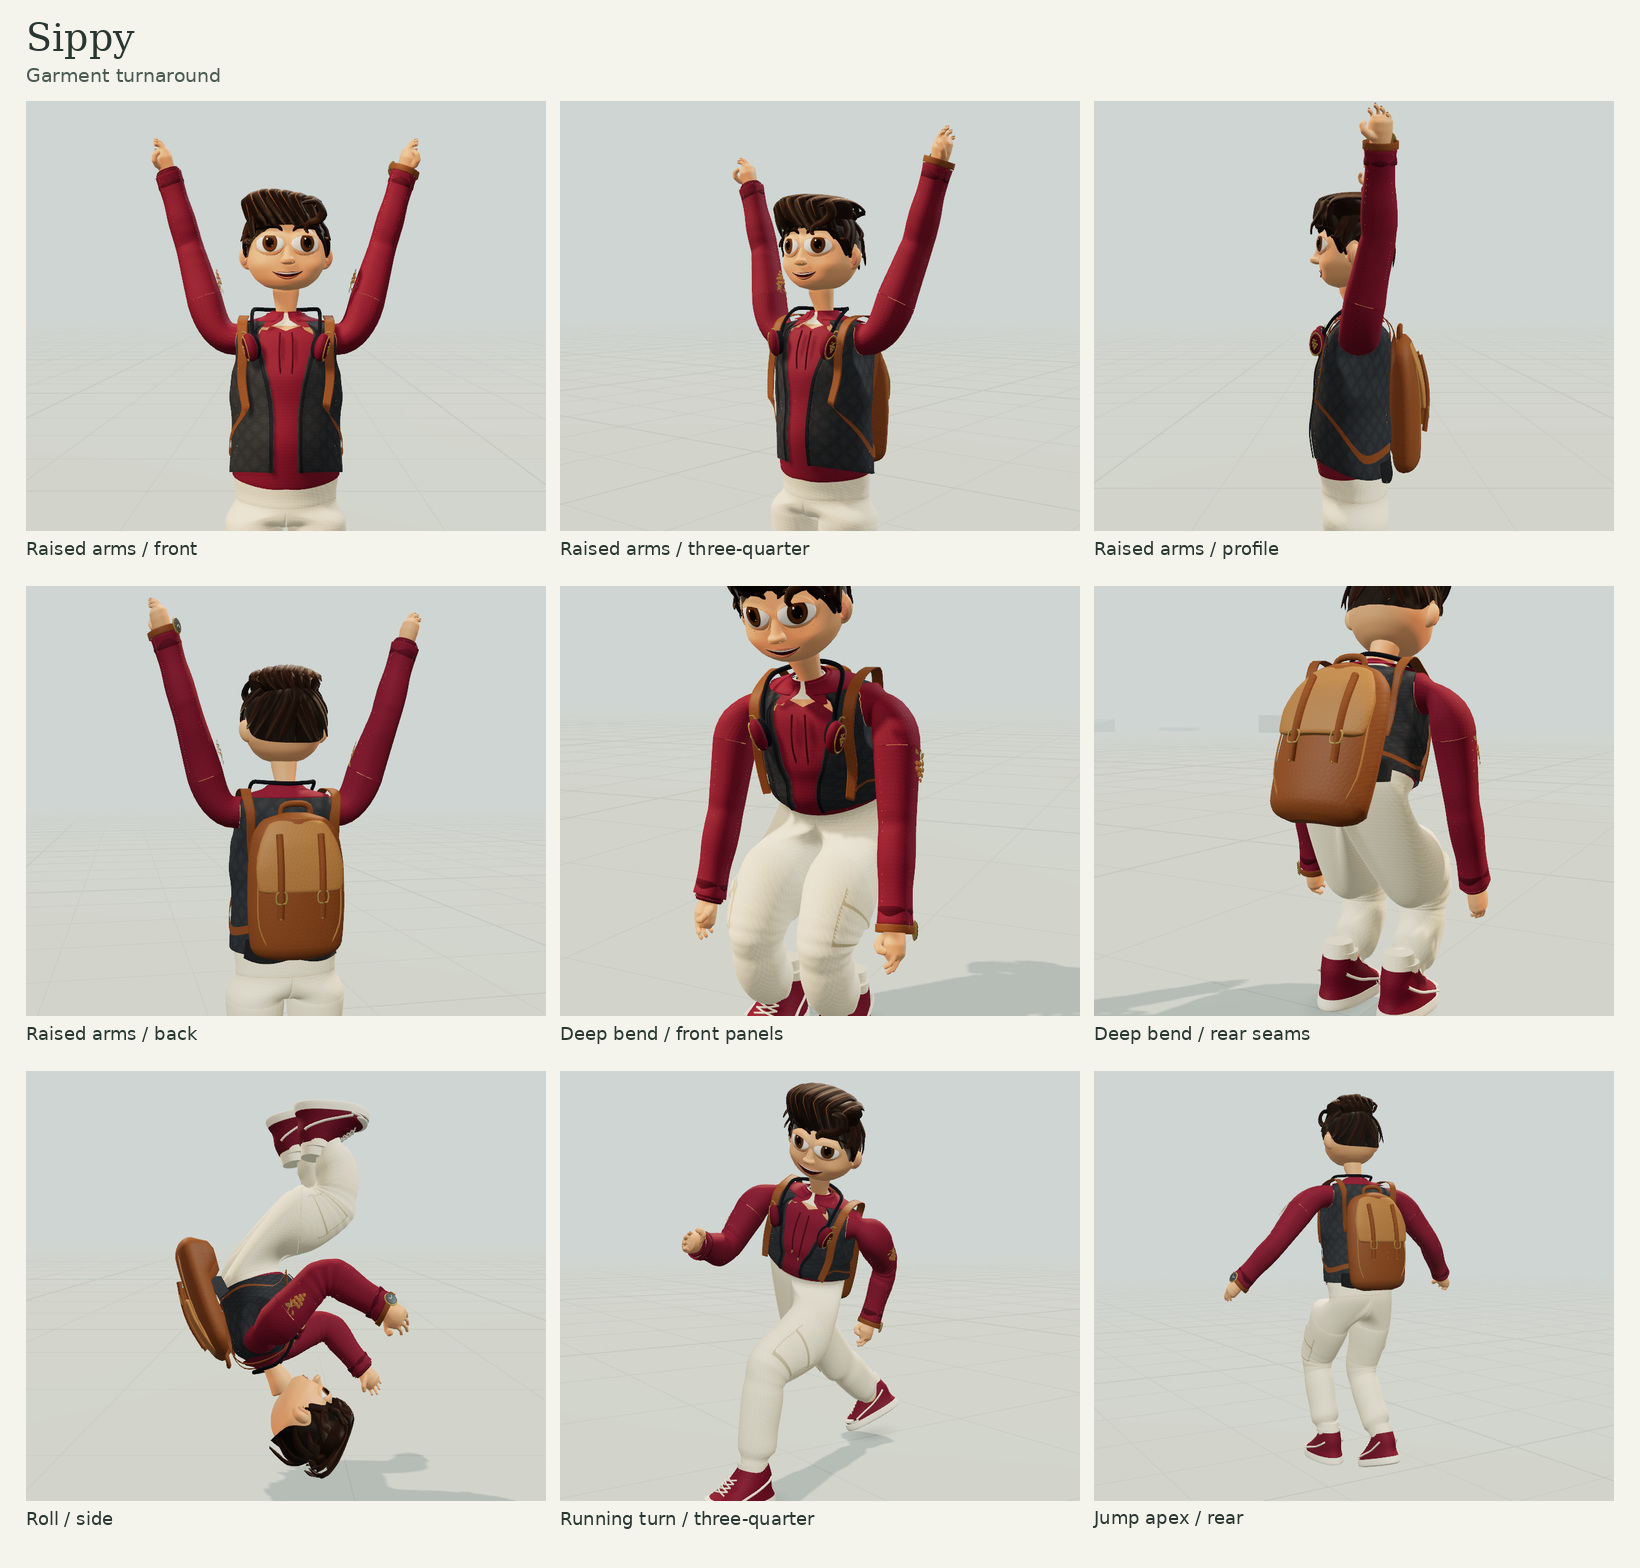 Sippy
Garment turnaround
Raised arms / front
Raised arms / three-quarter
Raised arms / profile
Raised arms / back
Deep bend / front panels
Deep bend / rear seams
Roll / side
Running turn / three-quarter
Jump apex / rear